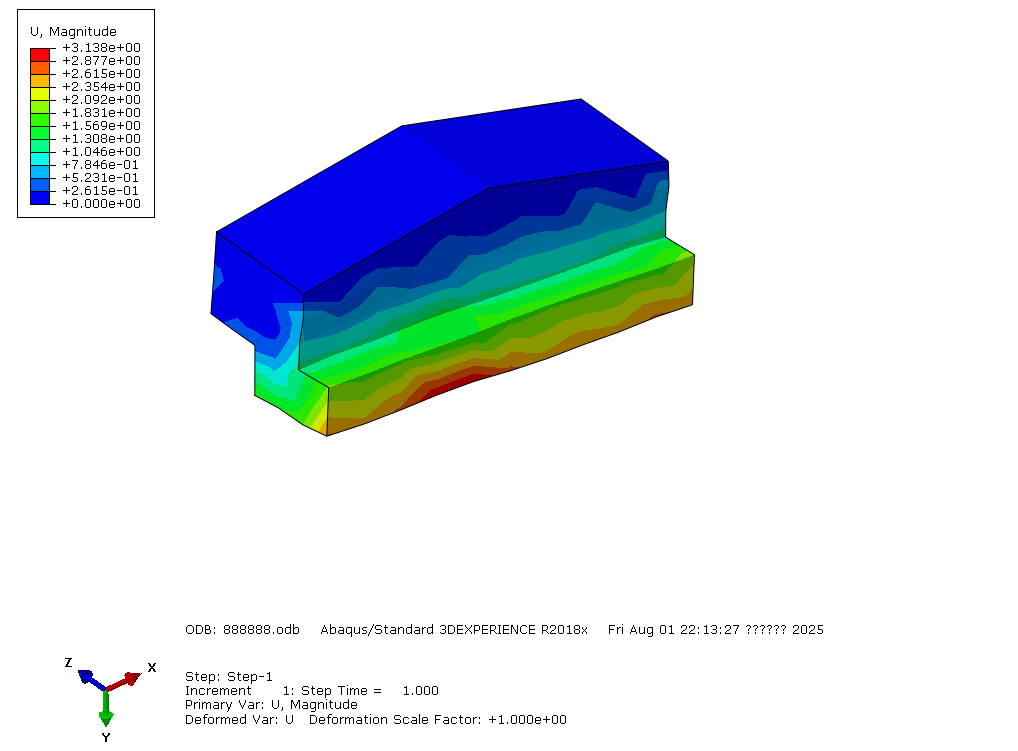 U, Magnitude
+3.138e+00
+2.877e+00
+2.615e+00
+2.354e+00
+2.092e+00
+1.831e+00
+1.569e+00
+1.308e+00
+1.046e+00
+7.846e-01
+5.231e-01
+2.615e-01
+0.000e+00
ODB: 888888.odb Abaqus/Standard 3DEXPERIENCE R2018x Fri Aug 01 22:13:27 ?????? 2025
Z X
Y
Step: Step-1
Increment 1: Step Time = 1.000
Primary Var: U, Magnitude
Deformed Var: U Deformation Scale Factor: +1.000e+00